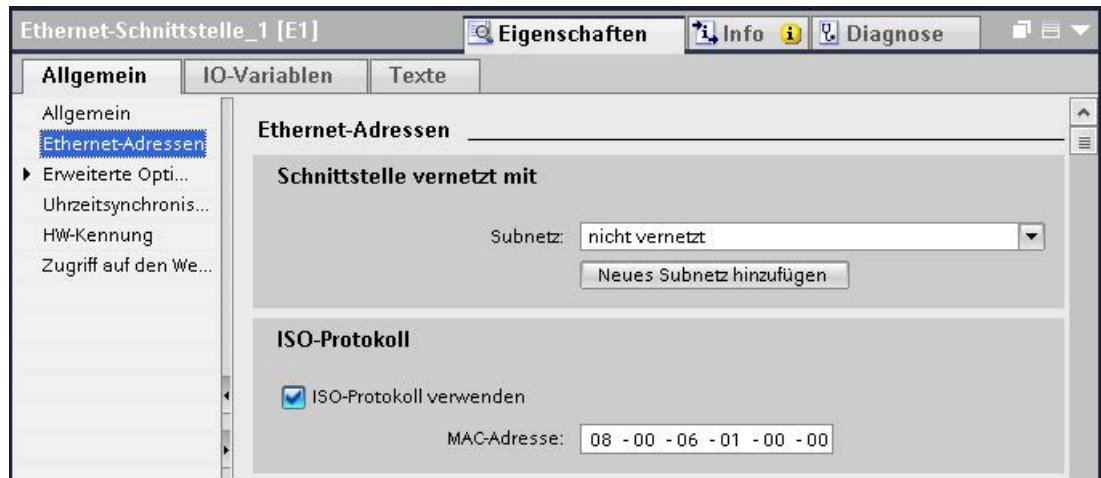 Ethernet-Schnittstelle_1 [E1]
Eigenschaften
Info
Diagnose
Allgemein
IO-Variablen
Texte
Allgemein
Ethernet-Adressen
Erweiterte Opti...
Uhrzeitsynchronis...
HW-Kennung
Zugriff auf den We...
Ethernet-Adressen
Schnittstelle vernetzt mit
Subnetz: nicht vernetzt
Neues Subnetz hinzufügen
ISO-Protokoll
ISO-Protokoll verwenden
MAC-Adresse: 08 - 00 - 06 - 01 - 00 - 00